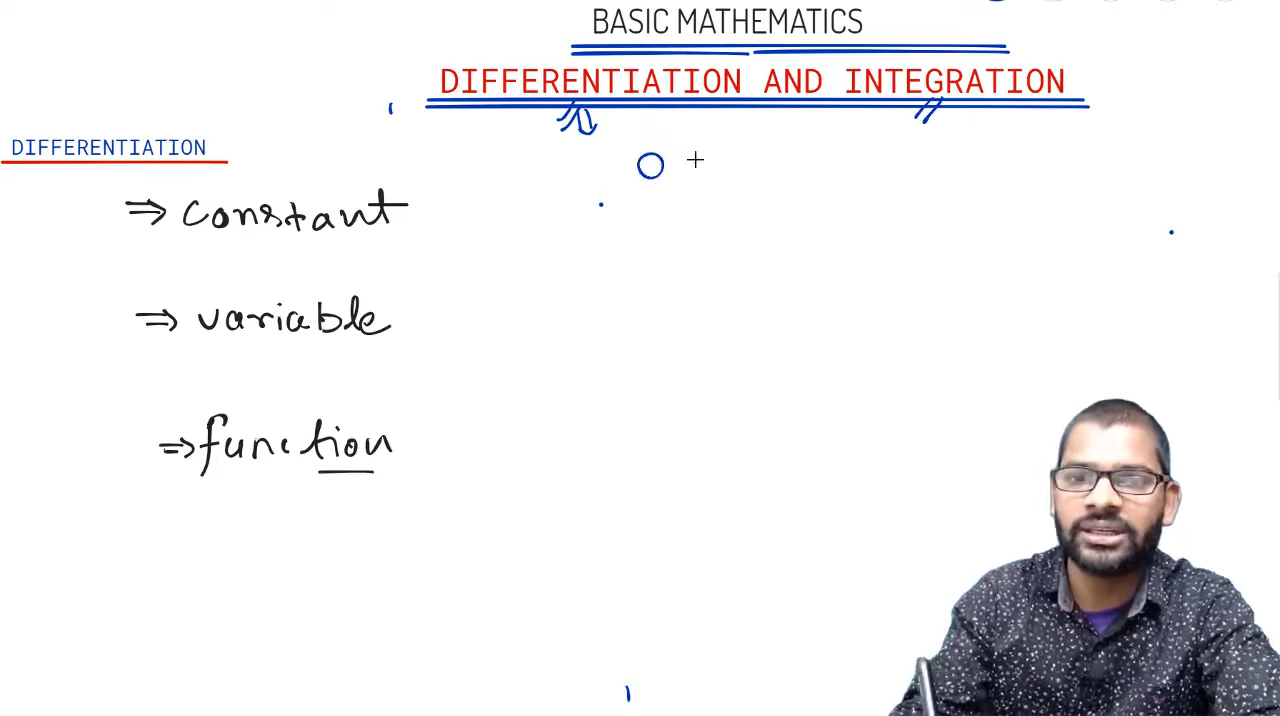 BASIC MATHEMATICS
DIFFERENTIATION AND INTEGRATION
DIFFERENTIATION
⇒ constant
⇒ variable
⇒ function